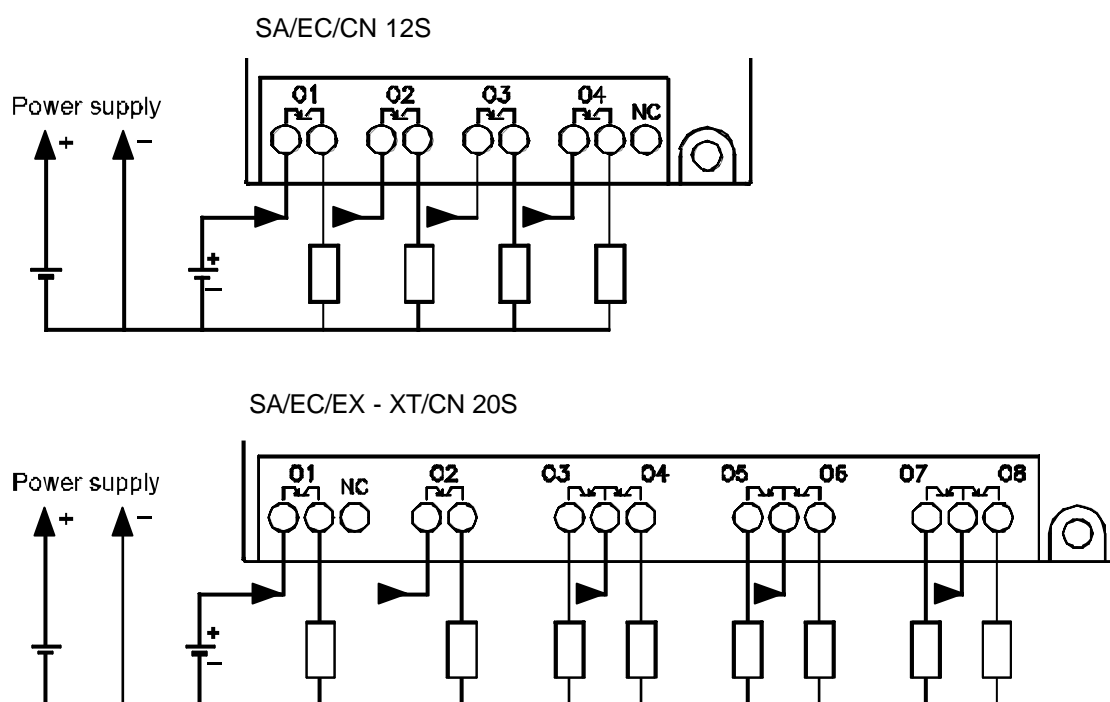 SA/EC/CN 12S
Power supply
O1 O2 O3 O4 NC
+ −
+
−
SA/EC/EX - XT/CN 20S
Power supply
O1 NC O2 O3 O4 O5 O6 O7 O8
+ −
+
−